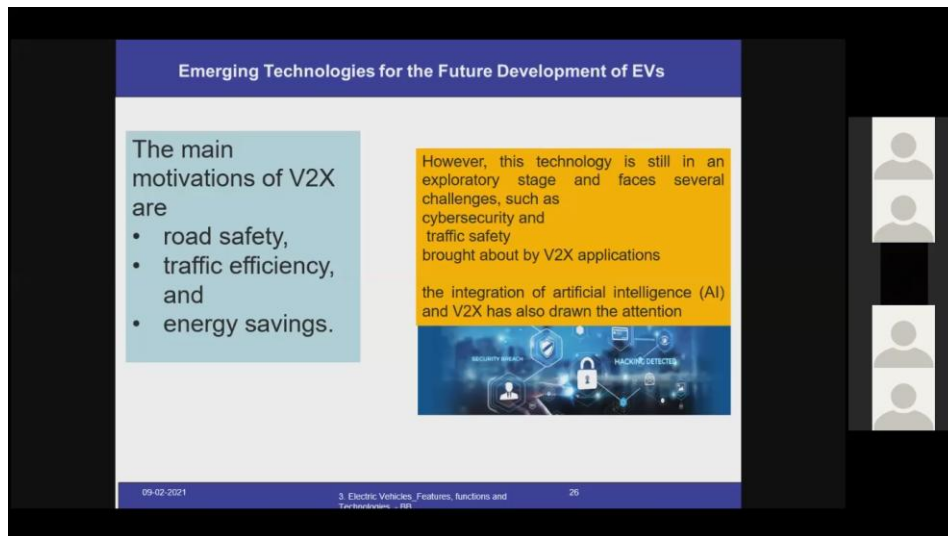 Emerging Technologies for the Future Development of EVs
The main
motivations of V2X
are
• road safety,
• traffic efficiency,
and
• energy savings.
However, this technology is still in an
exploratory stage and faces several
challenges, such as
cybersecurity and
traffic safety
brought about by V2X applications
the integration of artificial intelligence (AI)
and V2X has also drawn the attention
SECURITY BREACH
HACKING DETECTED
09-02-2021
3. Electric Vehicles_Features, functions and
Technologies - BB
26